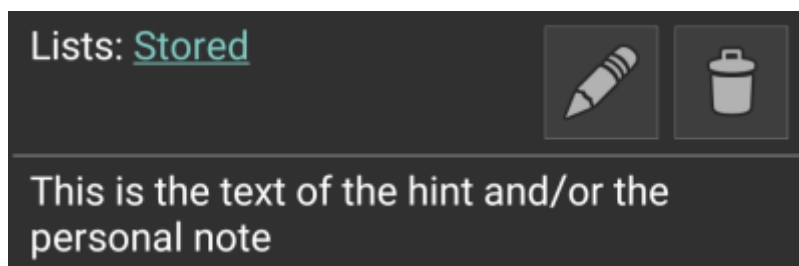 Lists: Stored
This is the text of the hint and/or the
personal note